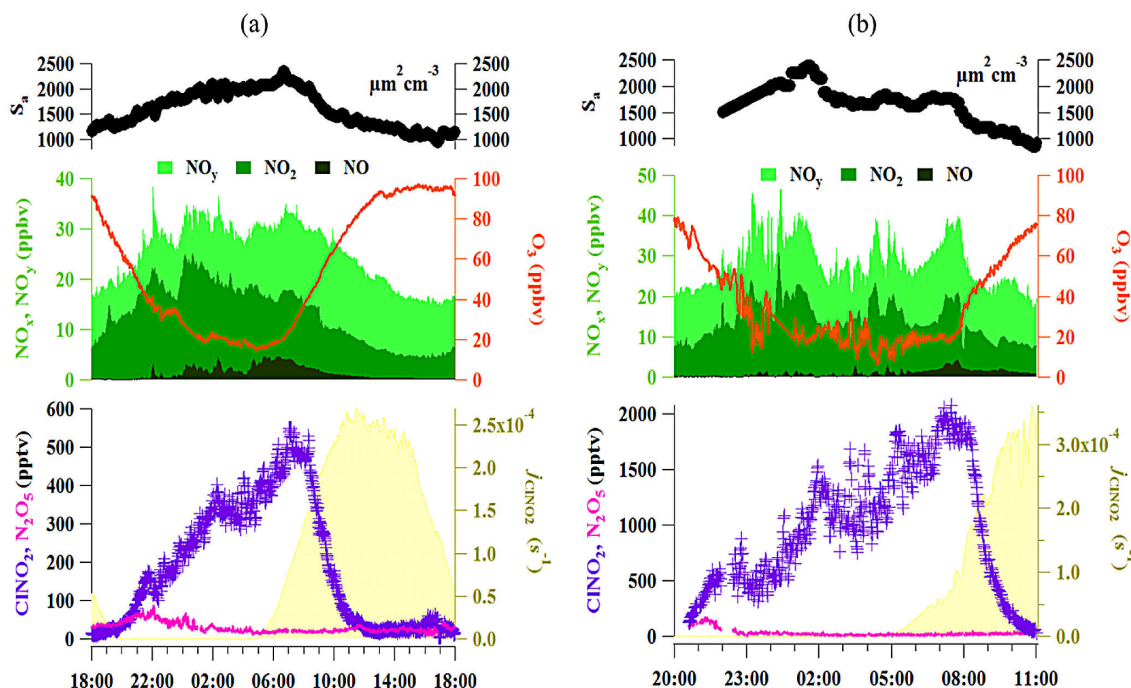 (a)
2500
2000
1500
1000
Sa
µm2cm-3
2500
2000
1500
1000
NOy NO2 NO
40
30
20
10
0
NOx, NOy (ppbv)
100
80
60
40
20
0
O3 (ppbv)
600
500
400
300
200
100
0
ClNO2, N2O5 (pptv)
2.5x10-4
2.0
1.5
1.0
0.5
0.0
jClNO2 (s-1)
18:00 22:00 02:00 06:00 10:00 14:00 18:00
(b)
2500
2000
1500
1000
Sa
µm2cm-3
2500
2000
1500
1000
NOy NO2 NO
50
40
30
20
10
0
NOx, NOy (ppbv)
100
80
60
40
20
0
O3 (ppbv)
2000
1500
1000
500
0
ClNO2, N2O5 (pptv)
3.0x10-4
2.0
1.0
0.0
jClNO2 (s-1)
20:00 23:00 02:00 05:00 08:00 11:00